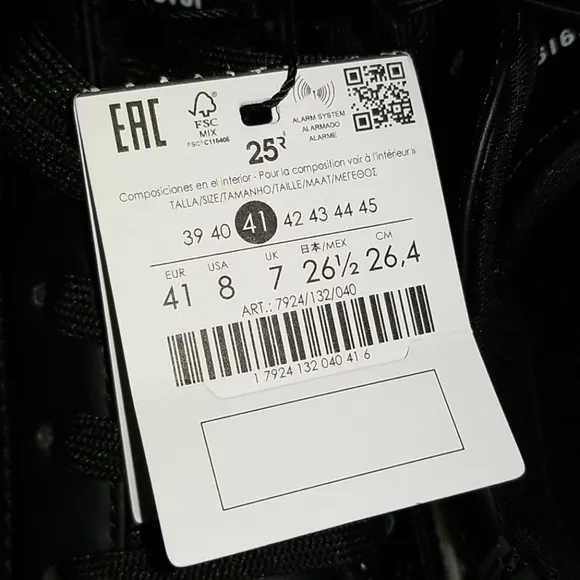 EAC
FSC
MIX
FSC® C116406
ALARM SYSTEM
ALARMADO
ALARME
25R
Composiciones en el interior - Pour la composition voir à l'intérieur »
TALLA/SIZE/TAMANHO/TAILLE/MAAT/ΜΕΓΕΘΟΣ
39 40 41 42 43 44 45
EUR USA UK 日本/MEX CM
41 8 7 26½ 26,4
ART.: 7924/132/040
1 7924 132 040 41 6